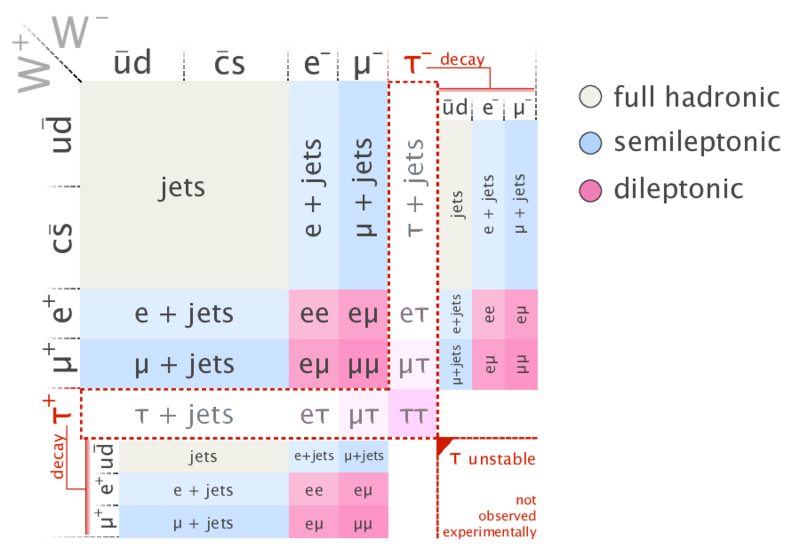 W⁺ W⁻
ūd c̄s e⁻ μ⁻ τ⁻ decay
ūd e⁻ μ⁻
ud̄
cs̄
jets
e + jets
μ + jets
τ + jets
jets
e + jets
μ + jets
full hadronic
semileptonic
dileptonic
e⁺ e + jets ee eμ eτ e+jets ee eμ
μ⁺ μ + jets eμ μμ μτ μ+jets eμ μμ
τ⁺ τ + jets eτ μτ ττ
decay
ud̄ jets e+jets μ+jets
e⁺ e + jets ee eμ
μ⁺ μ + jets eμ μμ
τ unstable
not
observed
experimentally